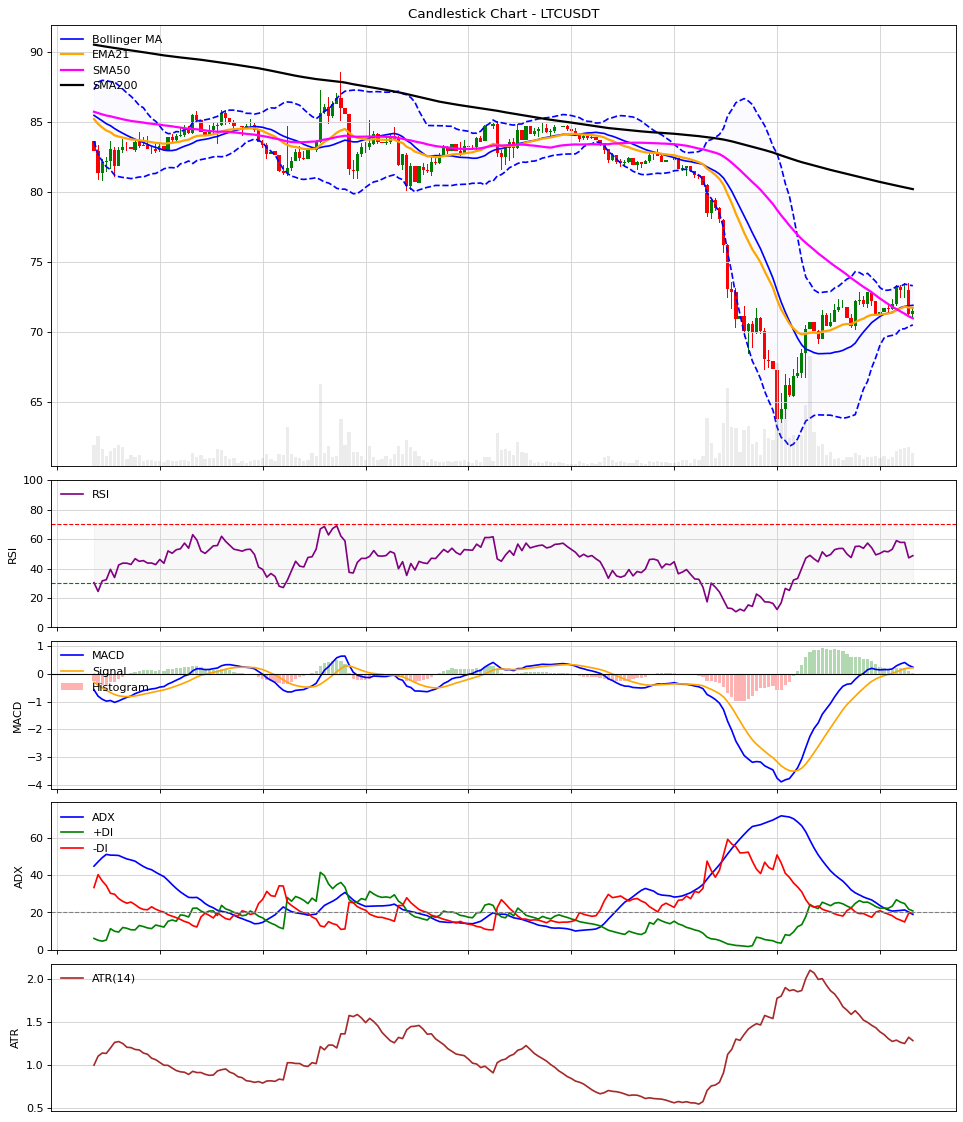 Candlestick Chart - LTCUSDT
Bollinger MA
EMA21
SMA50
SMA200
90
85
80
75
70
65
RSI
100
80
60
40
20
0
RSI
MACD
Signal
Histogram
1
0
−1
−2
−3
−4
MACD
ADX
+DI
-DI
60
40
20
0
ADX
ATR(14)
2.0
1.5
1.0
0.5
ATR